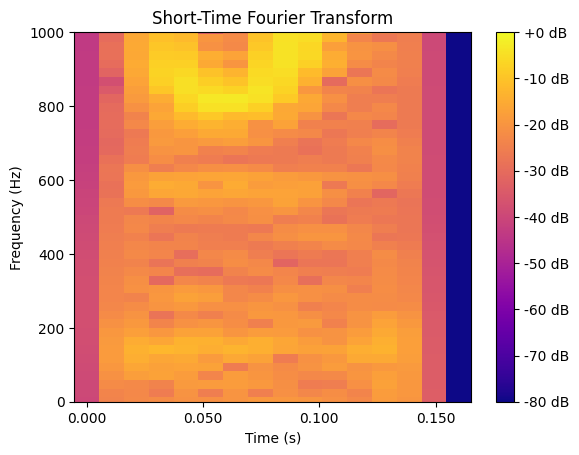 Short-Time Fourier Transform
1000
800
600
400
200
0
Frequency (Hz)
0.000
0.050
0.100
0.150
Time (s)
+0 dB
-10 dB
-20 dB
-30 dB
-40 dB
-50 dB
-60 dB
-70 dB
-80 dB